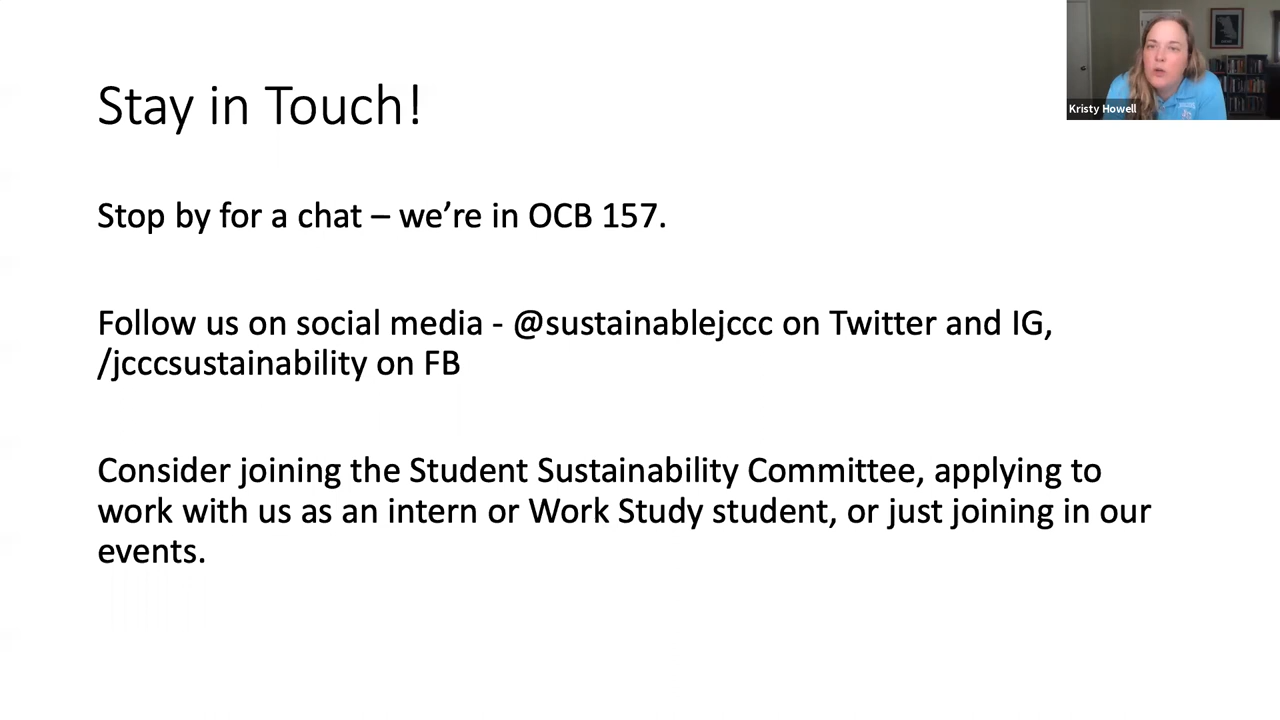 Stay in Touch!
Kristy Howell
Stop by for a chat – we’re in OCB 157.
Follow us on social media - @sustainablejccc on Twitter and IG,
/jcccsustainability on FB
Consider joining the Student Sustainability Committee, applying to
work with us as an intern or Work Study student, or just joining in our
events.